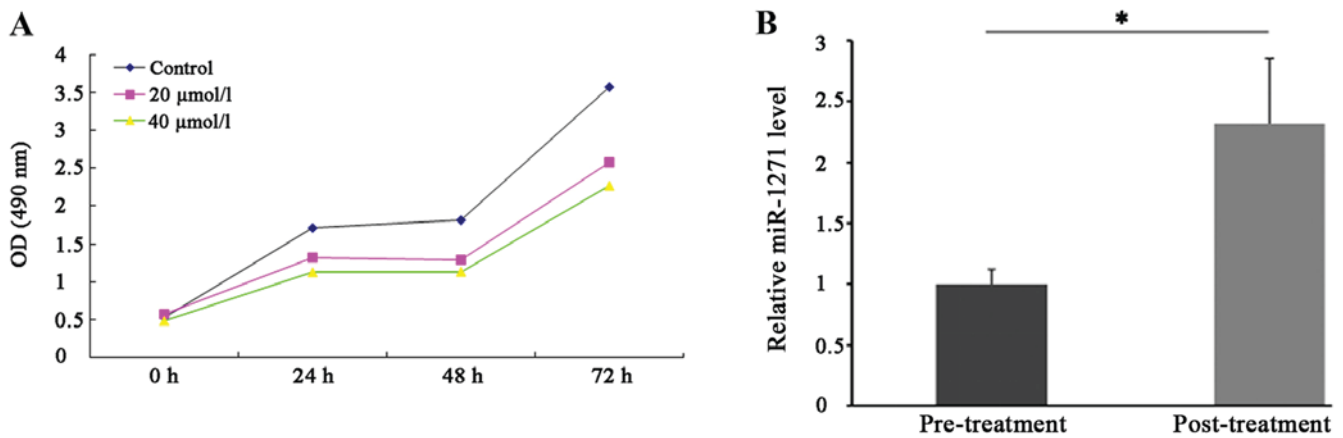 A
OD (490 nm)
4
3.5
3
2.5
2
1.5
1
0.5
0
Control
20 μmol/l
40 μmol/l
0 h 24 h 48 h 72 h
B
*
Relative miR-1271 level
3
2.5
2
1.5
1
0.5
0
Pre-treatment Post-treatment